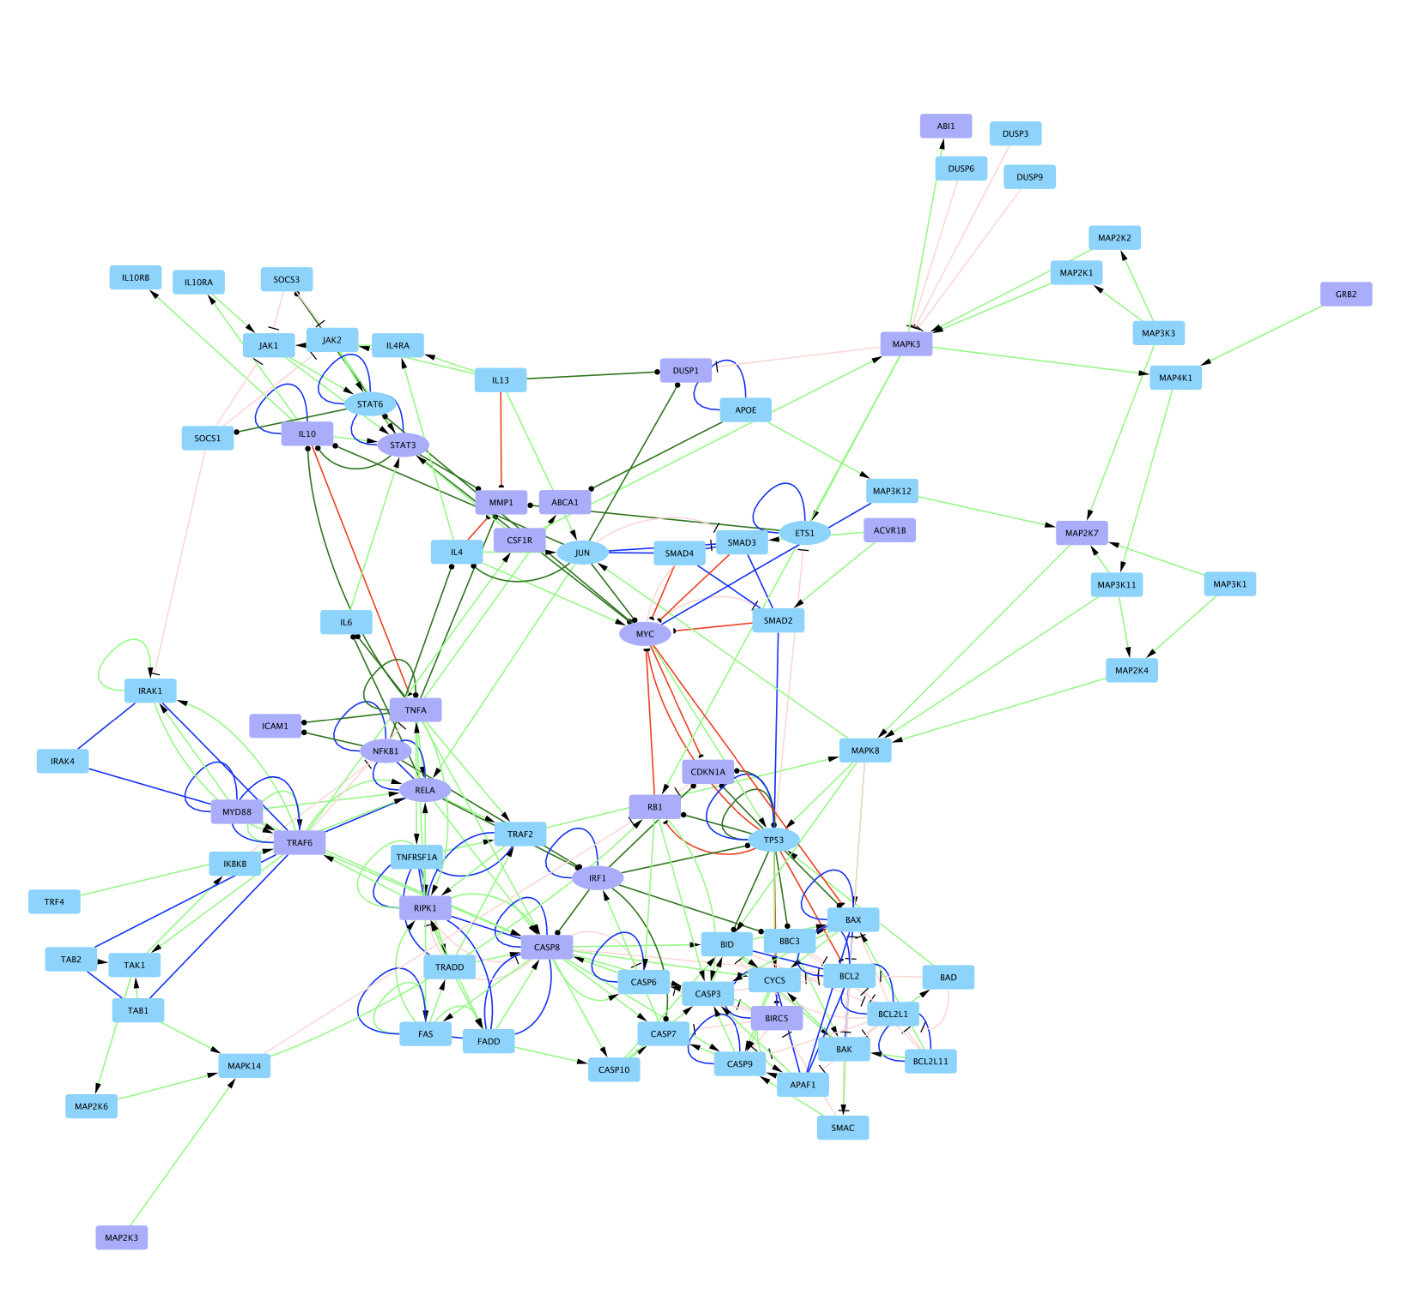 ABI1
DUSP3
DUSP6
DUSP9
MAP2K2
MAP2K1
IL10RB
IL10RA
SOCS3
GRB2
MAP3K3
JAK1
JAK2
IL4RA
MAPK3
DUSP1
MAP4K1
IL13
STAT6
APOE
IL10
SOCS1
STAT3
MAP3K12
MMP1
ABCA1
ACVR1B
ETS1
MAP2K7
CSF1R
SMAD3
IL4
JUN
SMAD4
MAP3K11
MAP3K1
IL6
SMAD2
MYC
MAP2K4
IRAK1
TNFA
ICAM1
NFKB1
MAPK8
IRAK4
CDKN1A
RELA
RB1
MYD88
TRAF2
TP53
TRAF6
TNFRSF1A
IKBKB
IRF1
TRF4
RIPK1
BAX
CASP8
BID
BBC3
TAB2
TAK1
TRADD
CASP6
CYCS
BCL2
BAD
CASP3
TAB1
BIRC5
BCL2L1
FAS
FADD
CASP7
BAK
MAPK14
CASP10
CASP9
BCL2L11
APAF1
MAP2K6
SMAC
MAP2K3